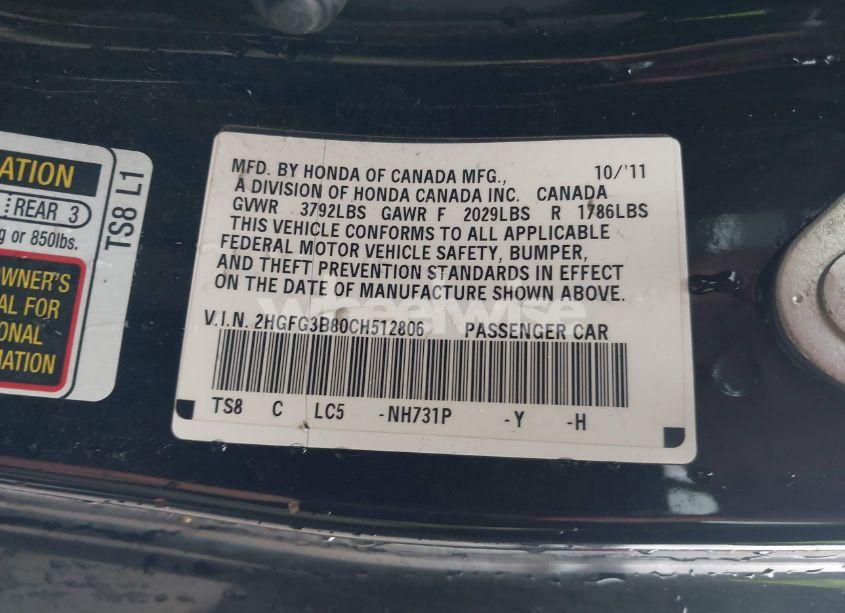 ATION
REAR 3
g or 850lbs.
TS8 L1
OWNER'S
AL FOR
ONAL
MATION
MFD. BY HONDA OF CANADA MFG., 10/'11
A DIVISION OF HONDA CANADA INC. CANADA
GVWR 3792LBS GAWR F 2029LBS R 1786LBS
THIS VEHICLE CONFORMS TO ALL APPLICABLE
FEDERAL MOTOR VEHICLE SAFETY, BUMPER,
AND THEFT PREVENTION STANDARDS IN EFFECT
ON THE DATE OF MANUFACTURE SHOWN ABOVE.
V.I.N. 2HGFG3B80CH512806 PASSENGER CAR
TS8 C LC5 -NH731P -Y -H